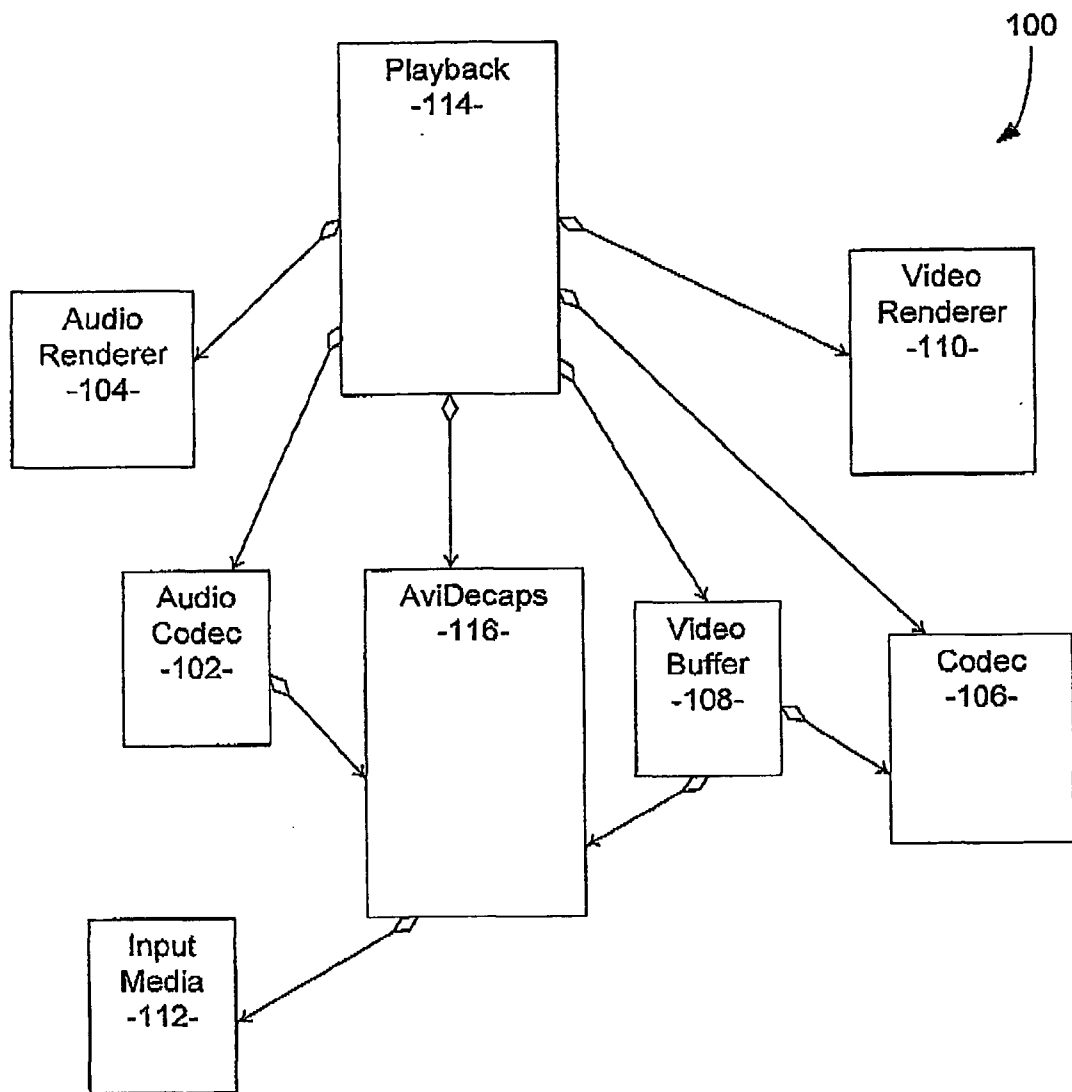 100
Playback
-114-
Audio
Renderer
-104-
Video
Renderer
-110-
Audio
Codec
-102-
AviDecaps
-116-
Video
Buffer
-108-
Codec
-106-
Input
Media
-112-